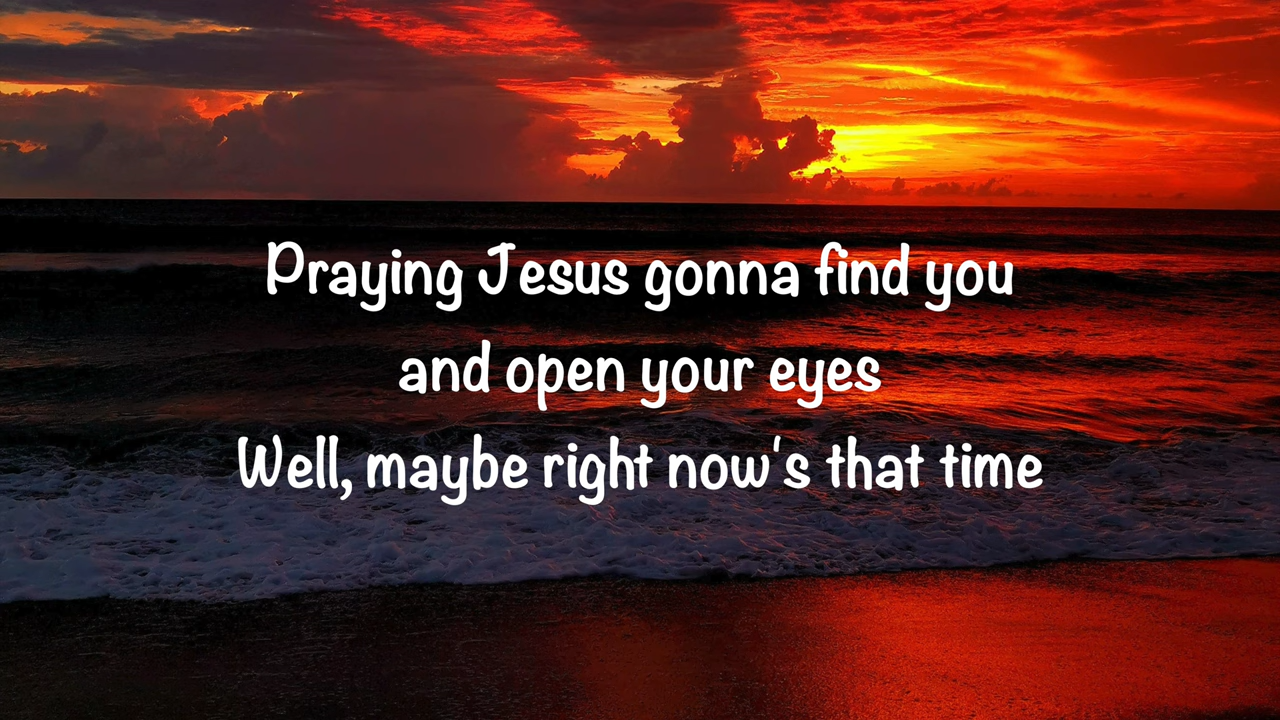 Praying Jesus gonna find you
and open your eyes
Well, maybe right now's that time